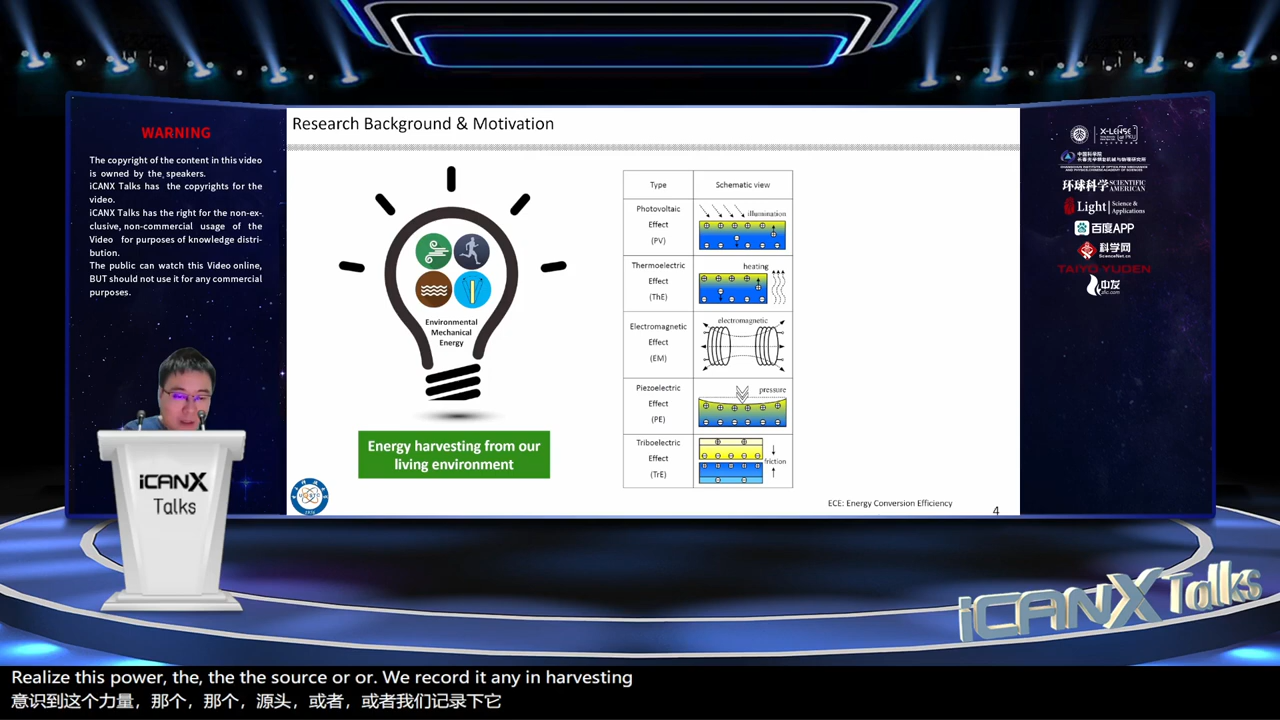 WARNING
The copyright of the content in this video
is owned by the speakers.
iCANX Talks has the copyrights for the
video.
iCANX Talks has the right for the non-ex-
clusive, non-commercial usage of the
Video for purposes of knowledge distri-
bution.
The public can watch this Video online,
BUT should not use it for any commercial
purposes.
Research Background & Motivation
Environmental
Mechanical
Energy
Energy harvesting from our
living environment
Type
Schematic view
Photovoltaic
Effect
(PV)
illumination
Thermoelectric
Effect
(ThE)
heating
Electromagnetic
Effect
(EM)
electromagnetic
Piezoelectric
Effect
(PE)
pressure
Triboelectric
Effect
(TrE)
friction
ECE: Energy Conversion Efficiency
4
X-LENSE
环球科学 SCIENTIFIC AMERICAN
Light Science & Applications
百度APP
科学网
ScienceNet.cn
TAIYO YUDEN
iCANX
Talks
iCANX Talks
Realize this power, the, the the source or or. We record it any in harvesting
意识到这个力量，那个，那个，源头，或者，或者我们记录下它